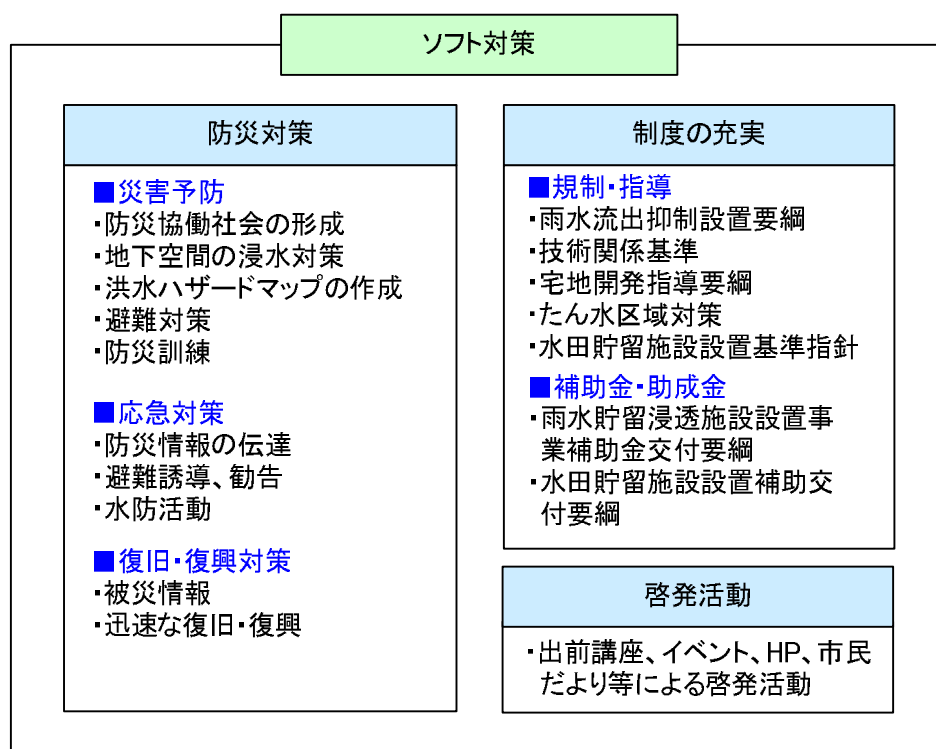 ソフト対策
防災対策
■災害予防
・防災協働社会の形成
・地下空間の浸水対策
・洪水ハザードマップの作成
・避難対策
・防災訓練
■応急対策
・防災情報の伝達
・避難誘導、勧告
・水防活動
■復旧・復興対策
・被災情報
・迅速な復旧・復興
制度の充実
■規制・指導
・雨水流出抑制設置要綱
・技術関係基準
・宅地開発指導要綱
・たん水区域対策
・水田貯留施設設置基準指針
■補助金・助成金
・雨水貯留浸透施設設置事
業補助金交付要綱
・水田貯留施設設置補助交
付要綱
啓発活動
・出前講座、イベント、HP、市民
だより等による啓発活動